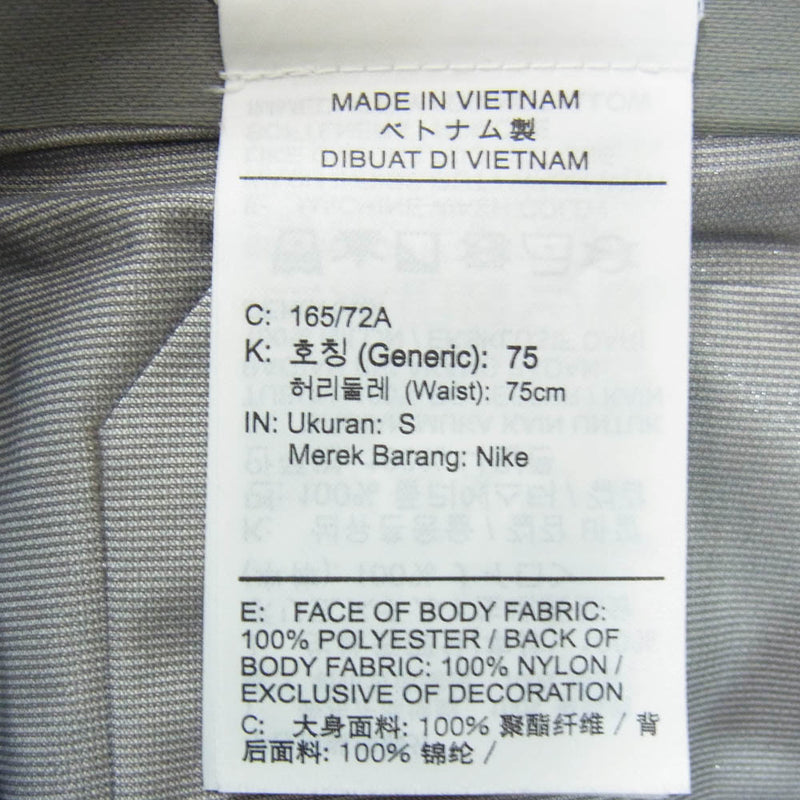 MADE IN VIETNAM
ベトナム製
DIBUAT DI VIETNAM
C: 165/72A
K: 호칭 (Generic): 75
허리둘레 (Waist): 75cm
IN: Ukuran: S
Merek Barang: Nike
E: FACE OF BODY FABRIC:
100% POLYESTER / BACK OF
BODY FABRIC: 100% NYLON /
EXCLUSIVE OF DECORATION
C: 大身面料: 100% 聚酯纤维 / 背
后面料: 100% 锦纶 /